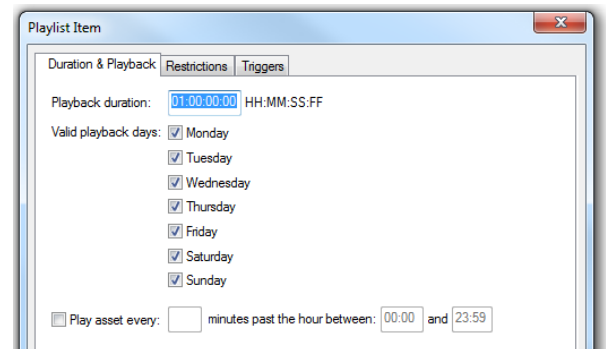 Playlist Item
Duration & Playback Restrictions Triggers
Playback duration: 01:00:00:00 HH:MM:SS:FF
Valid playback days: Monday
Tuesday
Wednesday
Thursday
Friday
Saturday
Sunday
Play asset every: minutes past the hour between: 00:00 and 23:59